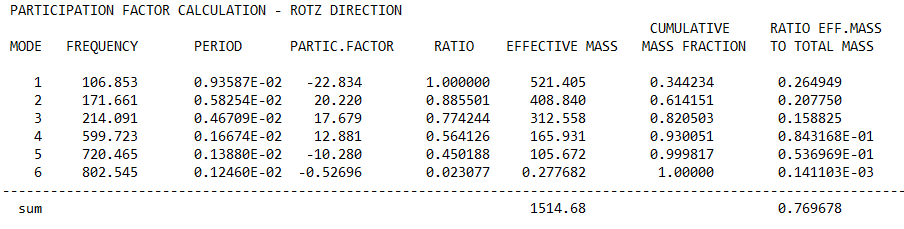 PARTICIPATION FACTOR CALCULATION - ROTZ DIRECTION
CUMULATIVE RATIO EFF.MASS
MODE FREQUENCY PERIOD PARTIC.FACTOR RATIO EFFECTIVE MASS MASS FRACTION TO TOTAL MASS
1 106.853 0.93587E-02 -22.834 1.000000 521.405 0.344234 0.264949
2 171.661 0.58254E-02 20.220 0.885501 408.840 0.614151 0.207750
3 214.091 0.46709E-02 17.679 0.774244 312.558 0.820503 0.158825
4 599.723 0.16674E-02 12.881 0.564126 165.931 0.930051 0.843168E-01
5 720.465 0.13880E-02 -10.280 0.450188 105.672 0.999817 0.536969E-01
6 802.545 0.12460E-02 -0.52696 0.023077 0.277682 1.00000 0.141103E-03
sum 1514.68 0.769678